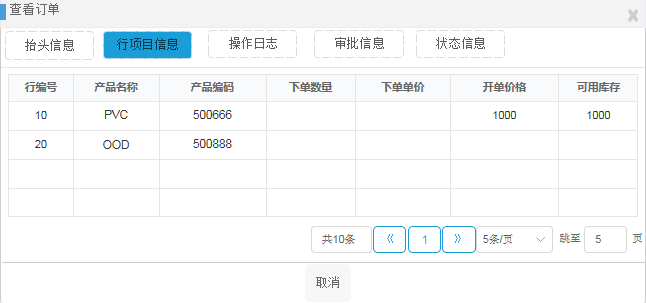 查看订单
抬头信息 行项目信息 操作日志 审批信息 状态信息
行编号 产品名称 产品编码 下单数量 下单单价 开单价格 可用库存
10 PVC 500666 1000 1000
20 OOD 500888
共10条 《 1 》 5条/页 跳至 5 页
取消